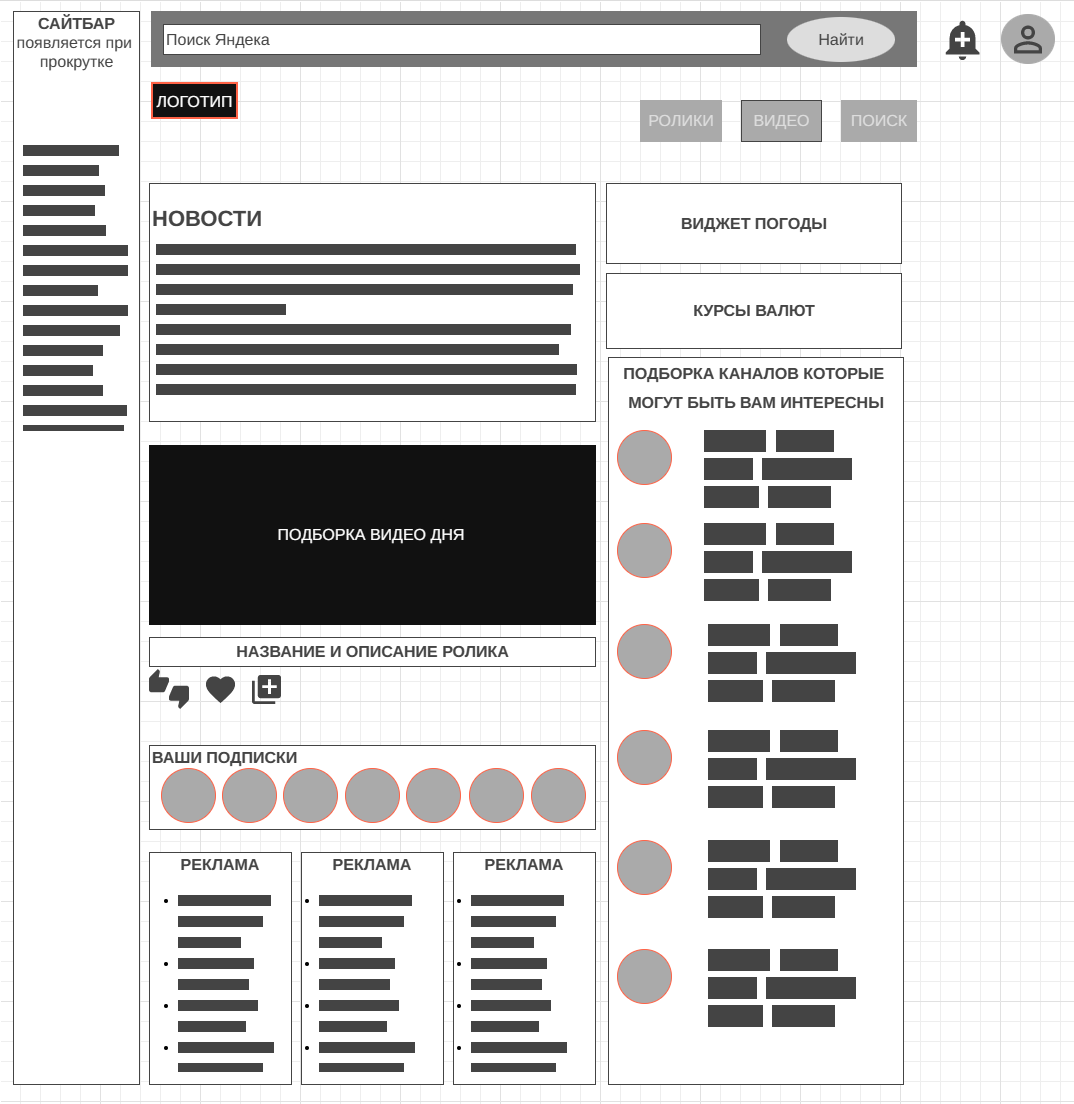 САЙТБАР
появляется при
прокрутке
Поиск Яндека
Найти
ЛОГОТИП
РОЛИКИ
ВИДЕО
ПОИСК
НОВОСТИ
ВИДЖЕТ ПОГОДЫ
КУРСЫ ВАЛЮТ
ПОДБОРКА КАНАЛОВ КОТОРЫЕ
МОГУТ БЫТЬ ВАМ ИНТЕРЕСНЫ
ПОДБОРКА ВИДЕО ДНЯ
НАЗВАНИЕ И ОПИСАНИЕ РОЛИКА
ВАШИ ПОДПИСКИ
РЕКЛАМА
РЕКЛАМА
РЕКЛАМА